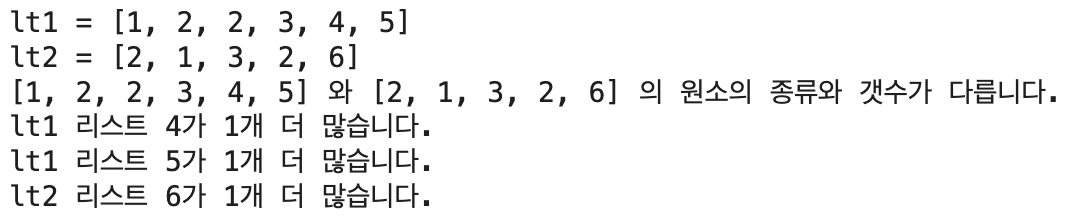 lt1 = [1, 2, 2, 3, 4, 5]
lt2 = [2, 1, 3, 2, 6]
[1, 2, 2, 3, 4, 5] 와 [2, 1, 3, 2, 6] 의 원소의 종류와 갯수가 다릅니다.
lt1 리스트 4가 1개 더 많습니다.
lt1 리스트 5가 1개 더 많습니다.
lt2 리스트 6가 1개 더 많습니다.